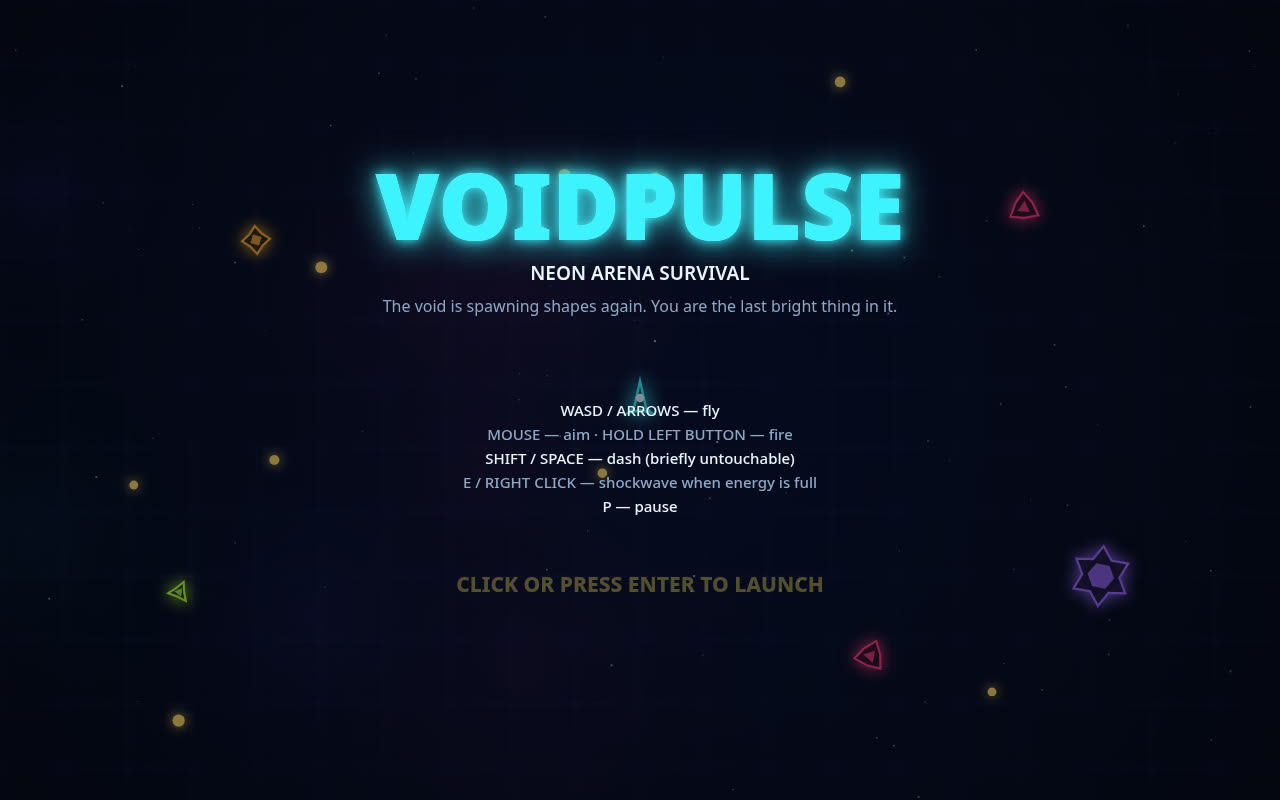 VOIDPULSE
NEON ARENA SURVIVAL
The void is spawning shapes again. You are the last bright thing in it.
WASD / ARROWS — fly
MOUSE — aim · HOLD LEFT BUTTON — fire
SHIFT / SPACE — dash (briefly untouchable)
E / RIGHT CLICK — shockwave when energy is full
P — pause
CLICK OR PRESS ENTER TO LAUNCH